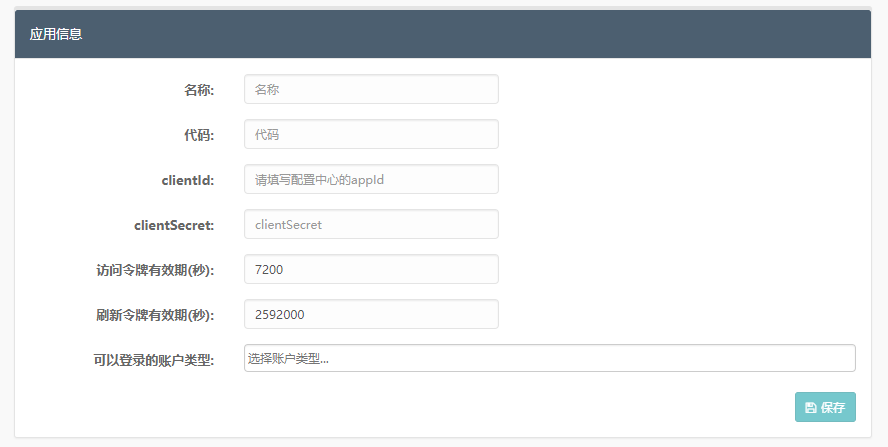 应用信息
名称: 名称
代码: 代码
clientId: 请填写配置中心的appId
clientSecret: clientSecret
访问令牌有效期(秒): 7200
刷新令牌有效期(秒): 2592000
可以登录的账户类型: 选择账户类型...
保存